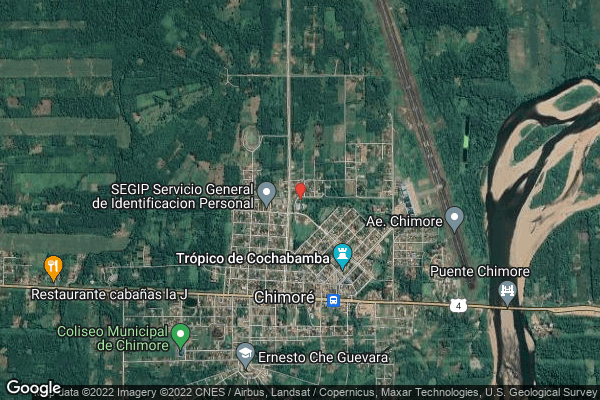 SEGIP Servicio General
de Identificacion Personal
Ae. Chimore
Trópico de Cochabamba
Puente Chimore
Restaurante cabañas la J
Chimoré
4
Coliseo Municipal
de Chimore
Ernesto Che Guevara
Google
data ©2022 Imagery ©2022 CNES / Airbus, Landsat / Copernicus, Maxar Technologies, U.S. Geological Survey